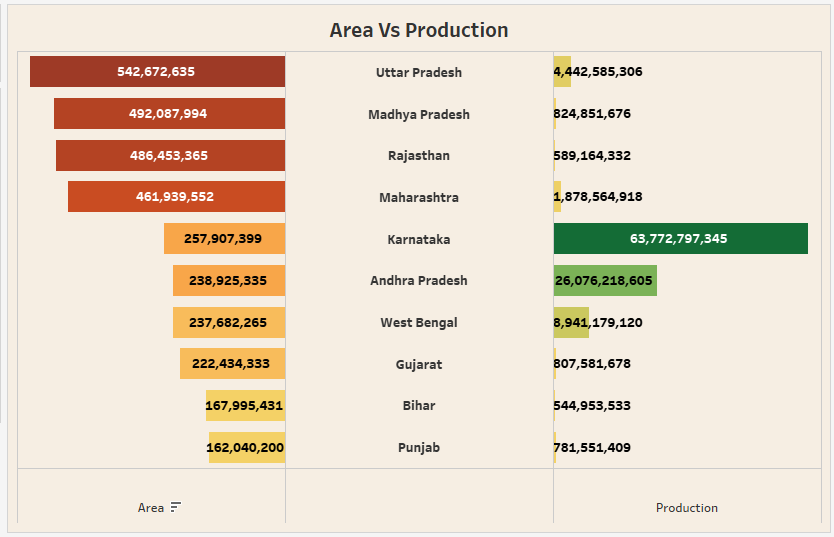 Area Vs Production
542,672,635 Uttar Pradesh 4,442,585,306
492,087,994 Madhya Pradesh 824,851,676
486,453,365 Rajasthan 589,164,332
461,939,552 Maharashtra 1,878,564,918
257,907,399 Karnataka 63,772,797,345
238,925,335 Andhra Pradesh 26,076,218,605
237,682,265 West Bengal 8,941,179,120
222,434,333 Gujarat 807,581,678
167,995,431 Bihar 544,953,533
162,040,200 Punjab 781,551,409
Area Production